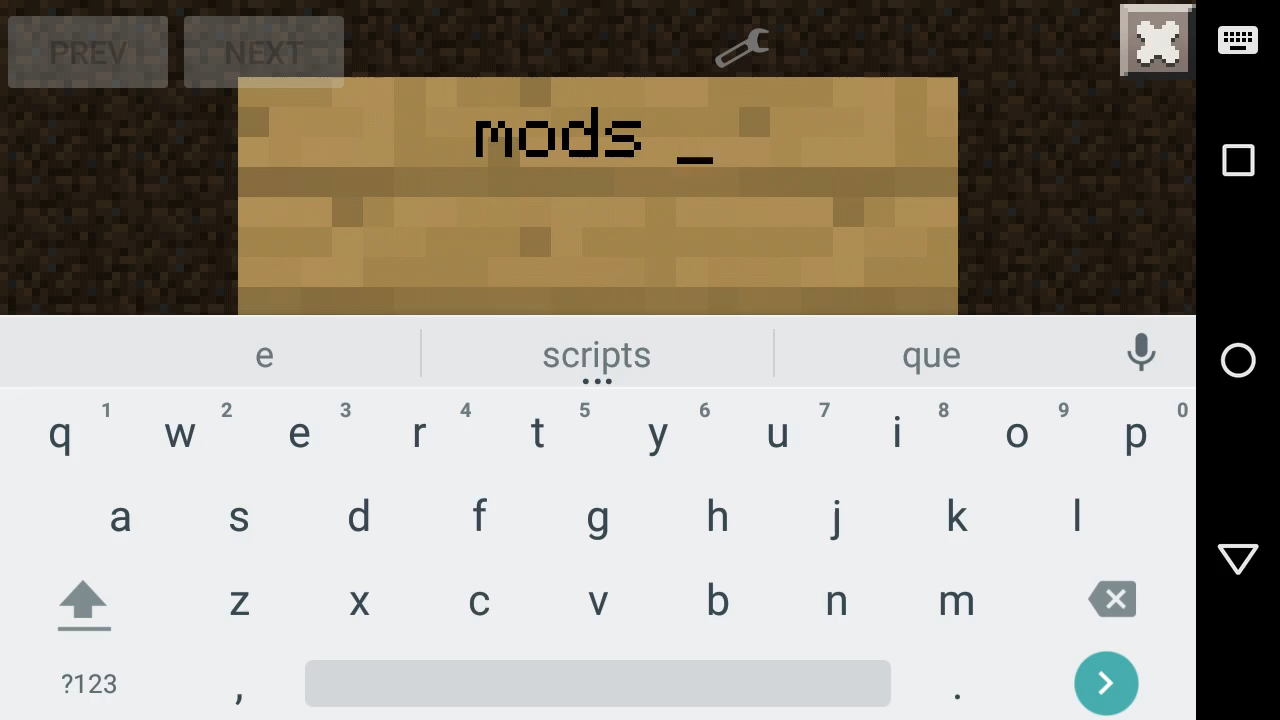 PREV NEXT
mods _
e scripts que
q 1 w 2 e 3 r 4 t 5 y 6 u 7 i 8 o 9 p 0
a s d f g h j k l
z x c v b n m
?123 , .